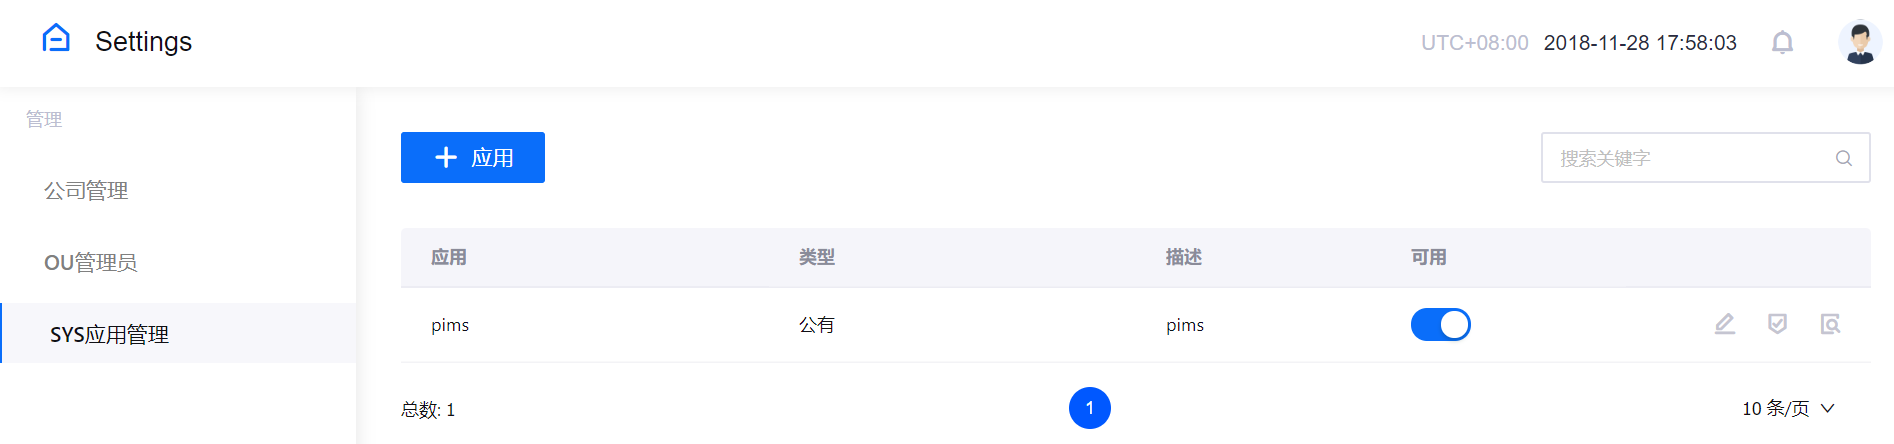 Settings
UTC+08:00 2018-11-28 17:58:03
管理
公司管理
OU管理员
SYS应用管理
应用
搜索关键字
应用 类型 描述 可用
pims 公有 pims
总数: 1
1
10 条/页